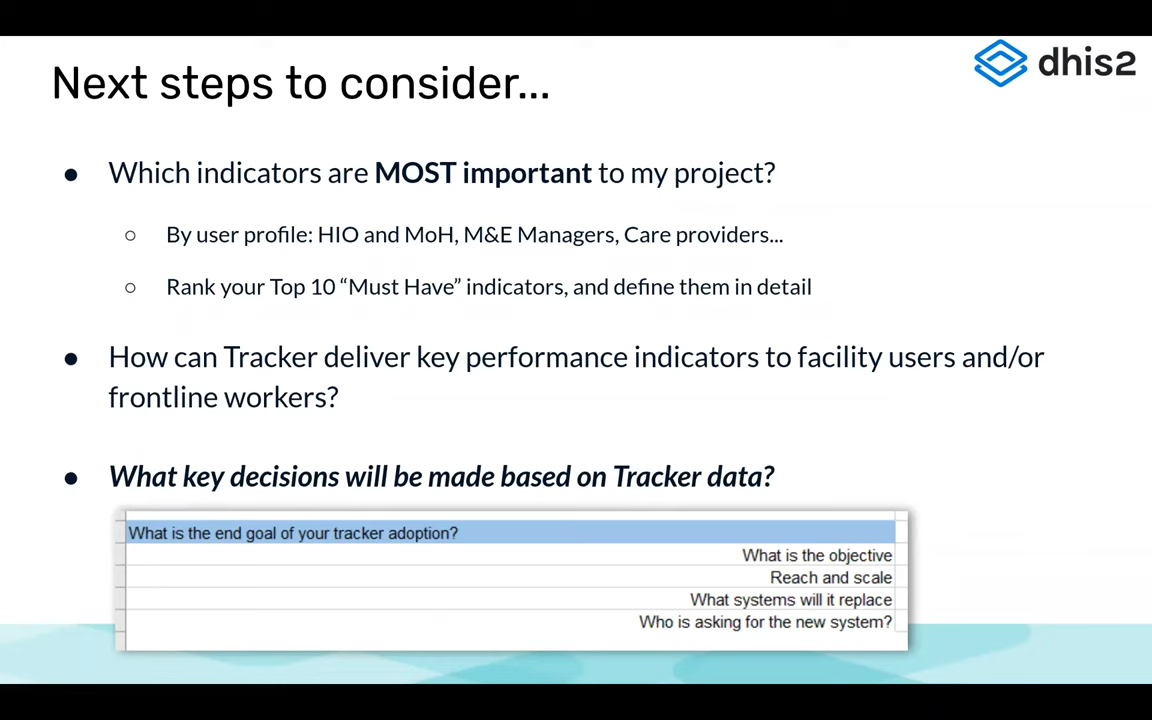 Next steps to consider...
dhis2
● Which indicators are MOST important to my project?
○ By user profile: HIO and MoH, M&E Managers, Care providers...
○ Rank your Top 10 “Must Have” indicators, and define them in detail
● How can Tracker deliver key performance indicators to facility users and/or
frontline workers?
● What key decisions will be made based on Tracker data?
What is the end goal of your tracker adoption?
What is the objective
Reach and scale
What systems will it replace
Who is asking for the new system?